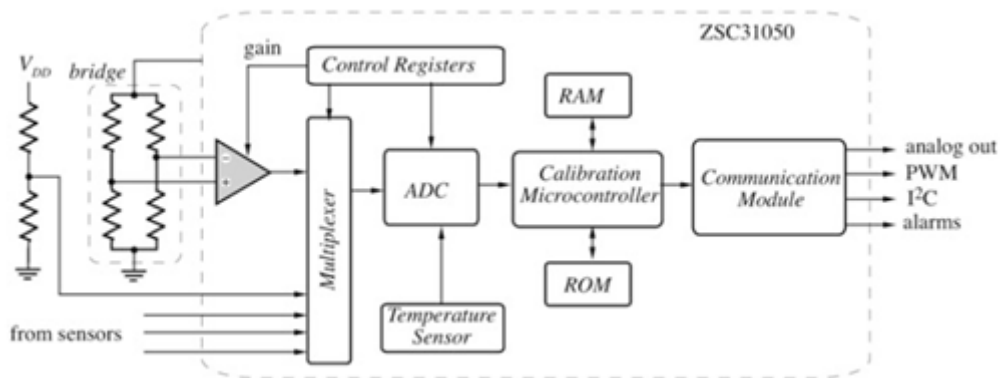 ZSC31050
gain
V_DD
bridge
Control Registers
RAM
−
+
ADC
Calibration
Microcontroller
Communication
Module
analog out
PWM
I²C
alarms
Multiplexer
ROM
Temperature
Sensor
from sensors